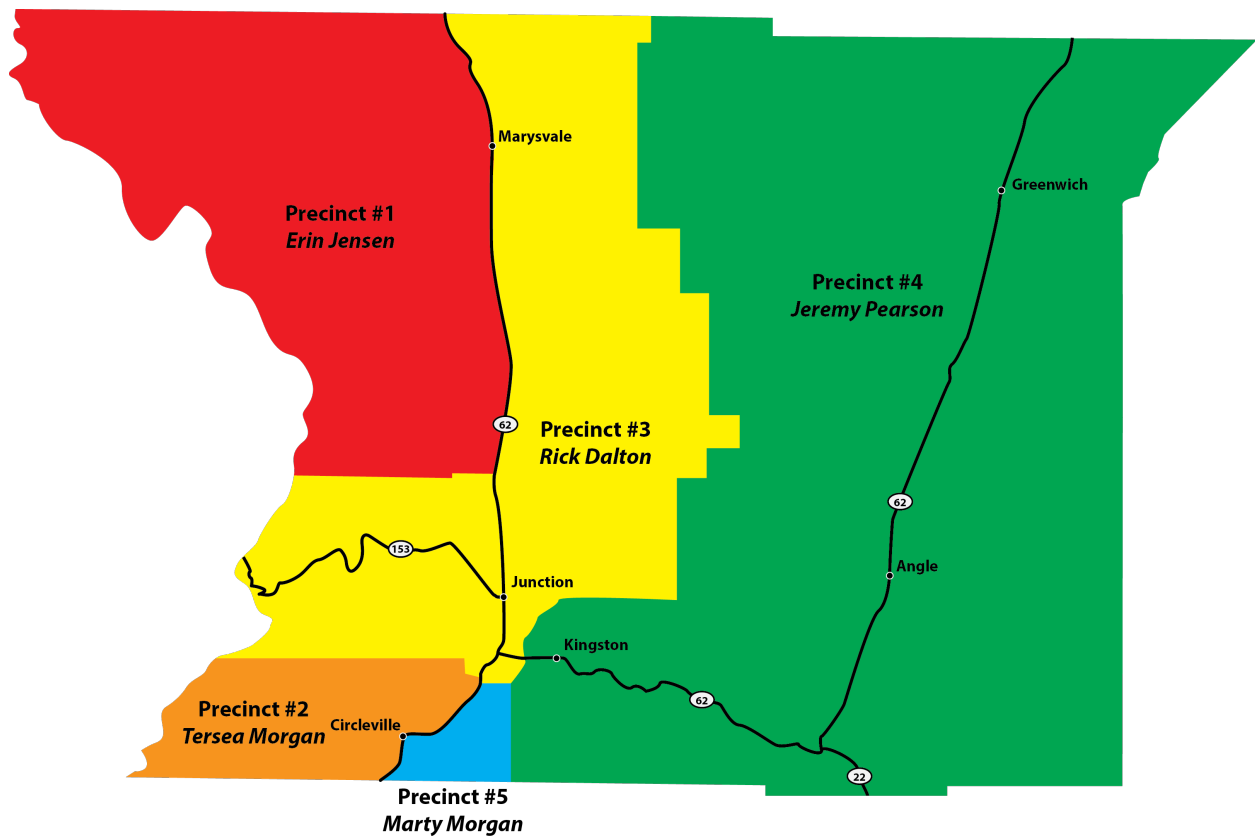 Marysvale
Greenwich
Precinct #1
Erin Jensen
Precinct #4
Jeremy Pearson
62
Precinct #3
Rick Dalton
62
153
Angle
Junction
Kingston
62
Precinct #2
Tersea Morgan
Circleville
22
Precinct #5
Marty Morgan